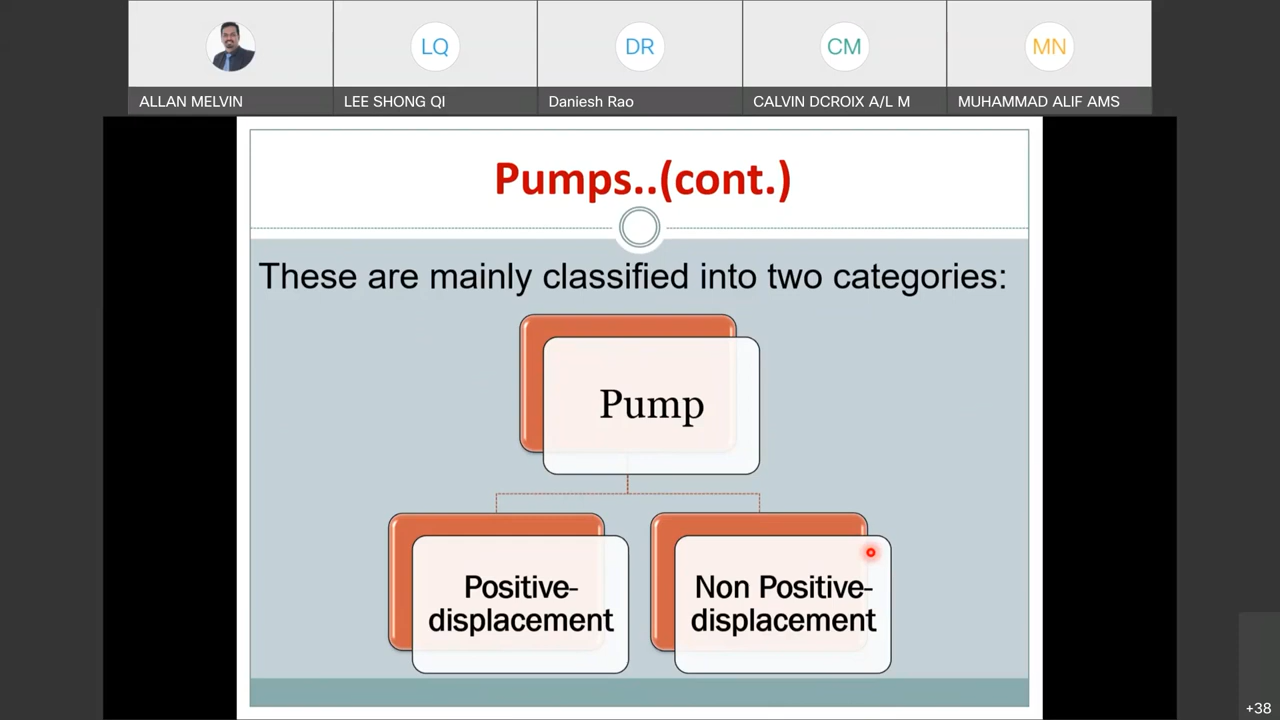 LQ
DR
CM
MN
ALLAN MELVIN
LEE SHONG QI
Daniesh Rao
CALVIN DCROIX A/L M
MUHAMMAD ALIF AMS
Pumps..(cont.)
These are mainly classified into two categories:
Pump
Positive-
displacement
Non Positive-
displacement
+38